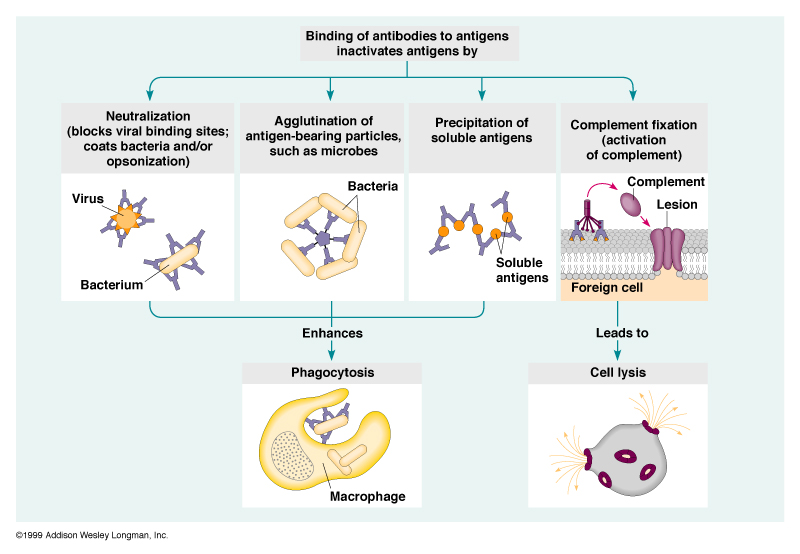 Binding of antibodies to antigens
inactivates antigens by
Neutralization
(blocks viral binding sites;
coats bacteria and/or
opsonization)
Agglutination of
antigen-bearing particles,
such as microbes
Precipitation of
soluble antigens
Complement fixation
(activation
of complement)
Virus
Bacterium
Bacteria
Soluble
antigens
Complement
Lesion
Foreign cell
Enhances
Leads to
Phagocytosis
Macrophage
Cell lysis
©1999 Addison Wesley Longman, Inc.